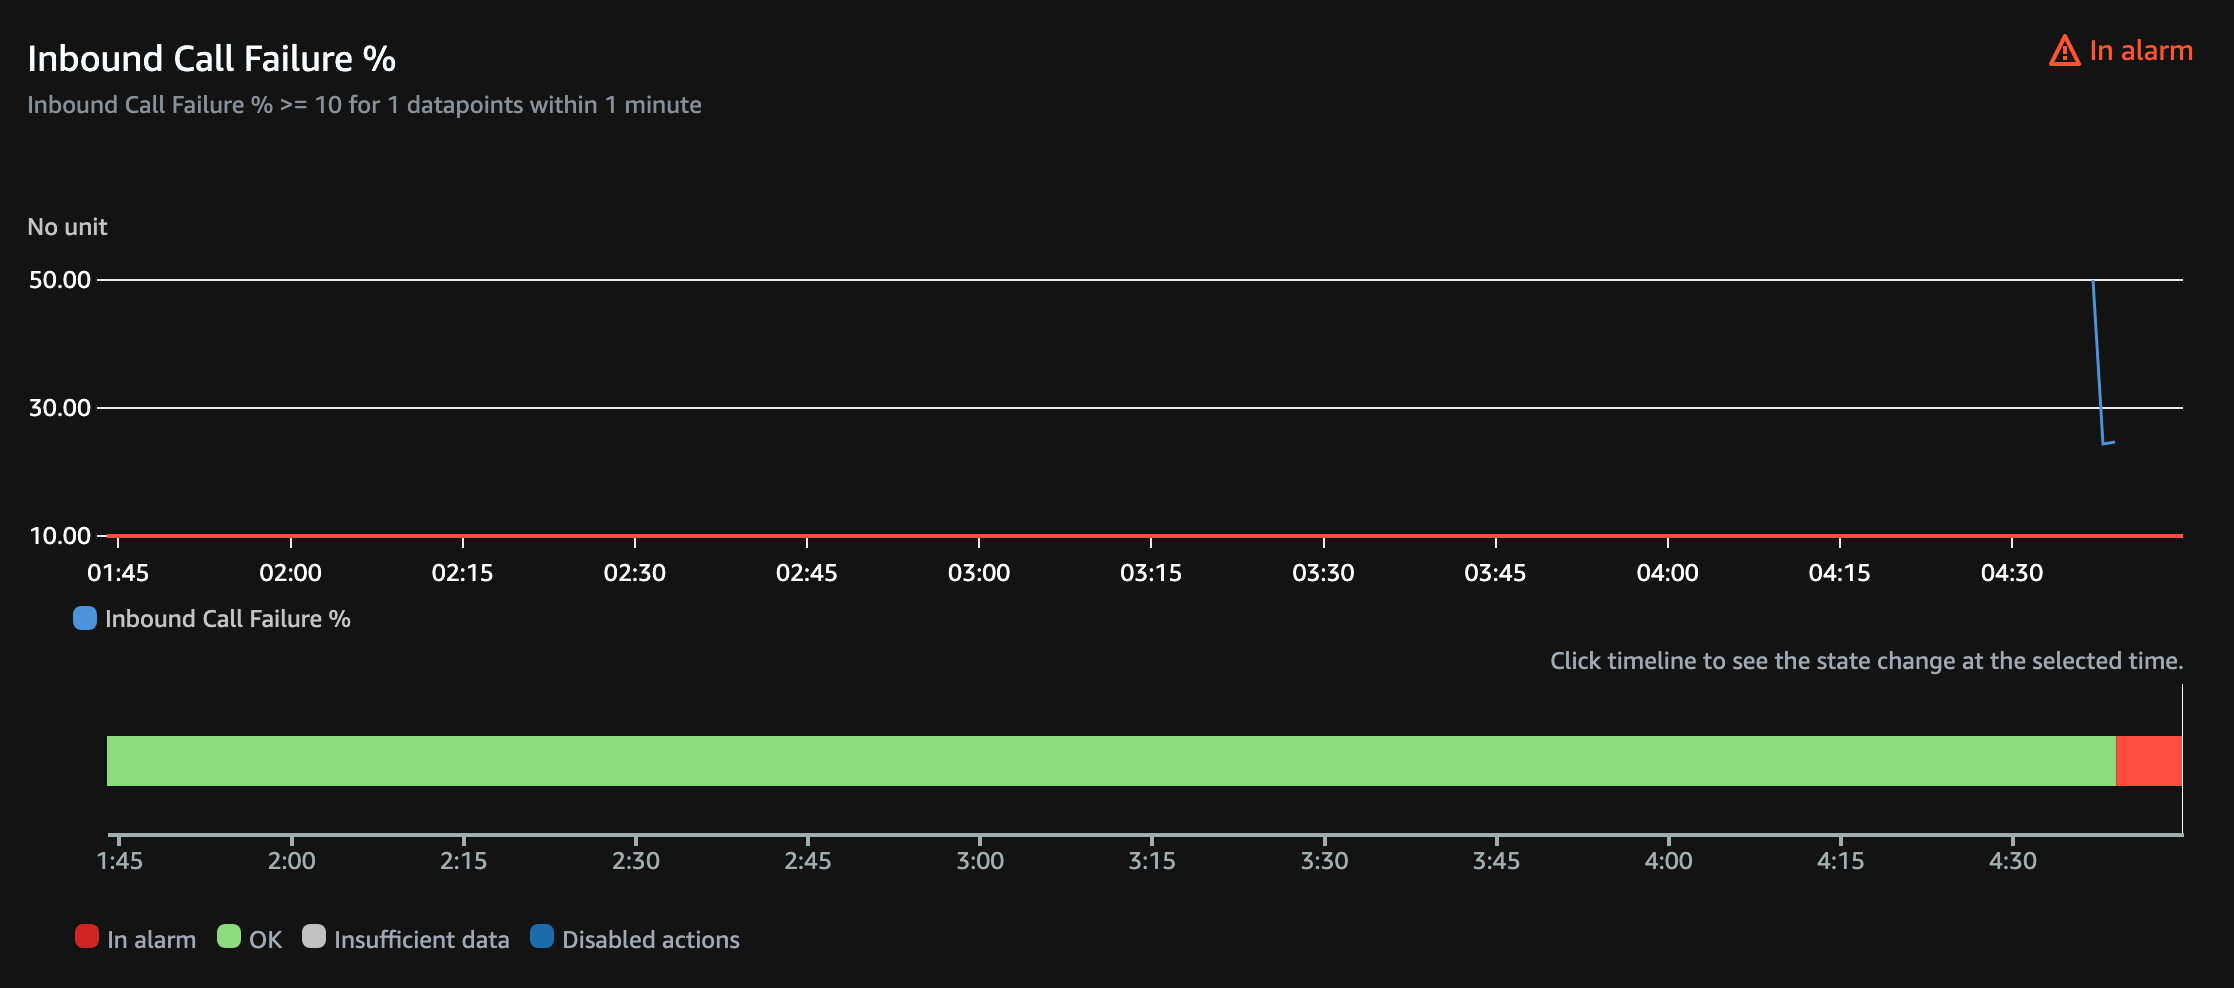 Inbound Call Failure %
In alarm
Inbound Call Failure % >= 10 for 1 datapoints within 1 minute
No unit
50.00
30.00
10.00
01:45 02:00 02:15 02:30 02:45 03:00 03:15 03:30 03:45 04:00 04:15 04:30
Inbound Call Failure %
Click timeline to see the state change at the selected time.
1:45 2:00 2:15 2:30 2:45 3:00 3:15 3:30 3:45 4:00 4:15 4:30
In alarm OK Insufficient data Disabled actions